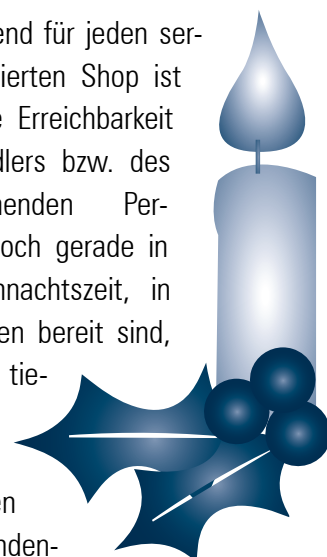 end für jeden ser-
ierten Shop ist
e Erreichbarkeit
dlers bzw. des
enden Per-
och gerade in
nachtszeit, in
en bereit sind,
tie-
en
nden-